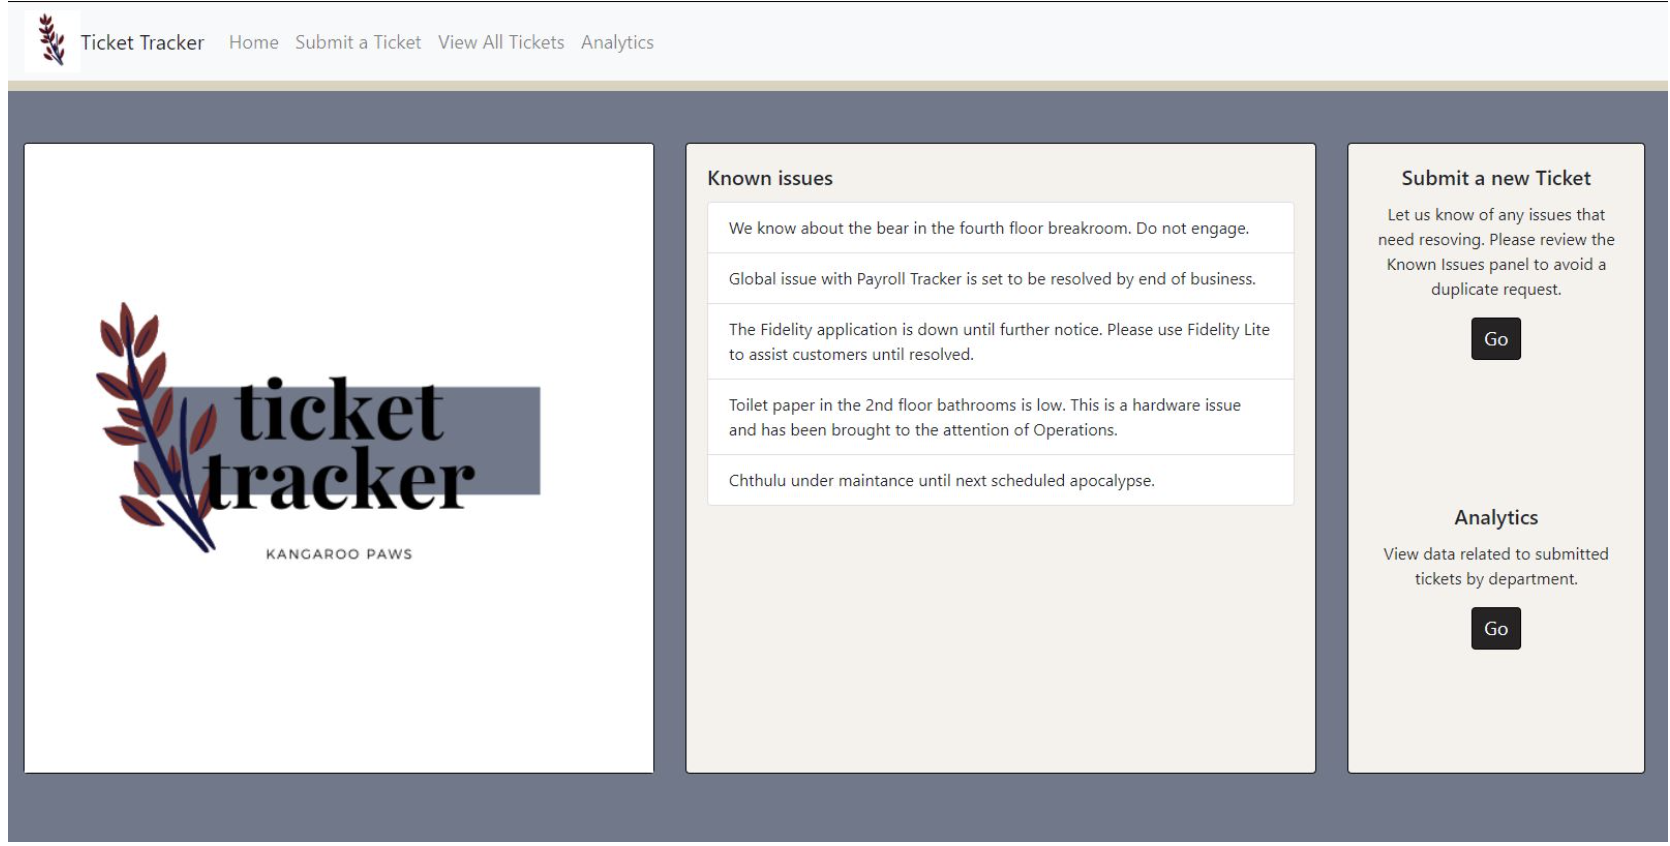 Ticket Tracker Home Submit a Ticket View All Tickets Analytics
ticket
tracker
KANGAROO PAWS
Known issues
We know about the bear in the fourth floor breakroom. Do not engage.
Global issue with Payroll Tracker is set to be resolved by end of business.
The Fidelity application is down until further notice. Please use Fidelity Lite
to assist customers until resolved.
Toilet paper in the 2nd floor bathrooms is low. This is a hardware issue
and has been brought to the attention of Operations.
Chthulu under maintance until next scheduled apocalypse.
Submit a new Ticket
Let us know of any issues that
need resoving. Please review the
Known Issues panel to avoid a
duplicate request.
Go
Analytics
View data related to submitted
tickets by department.
Go